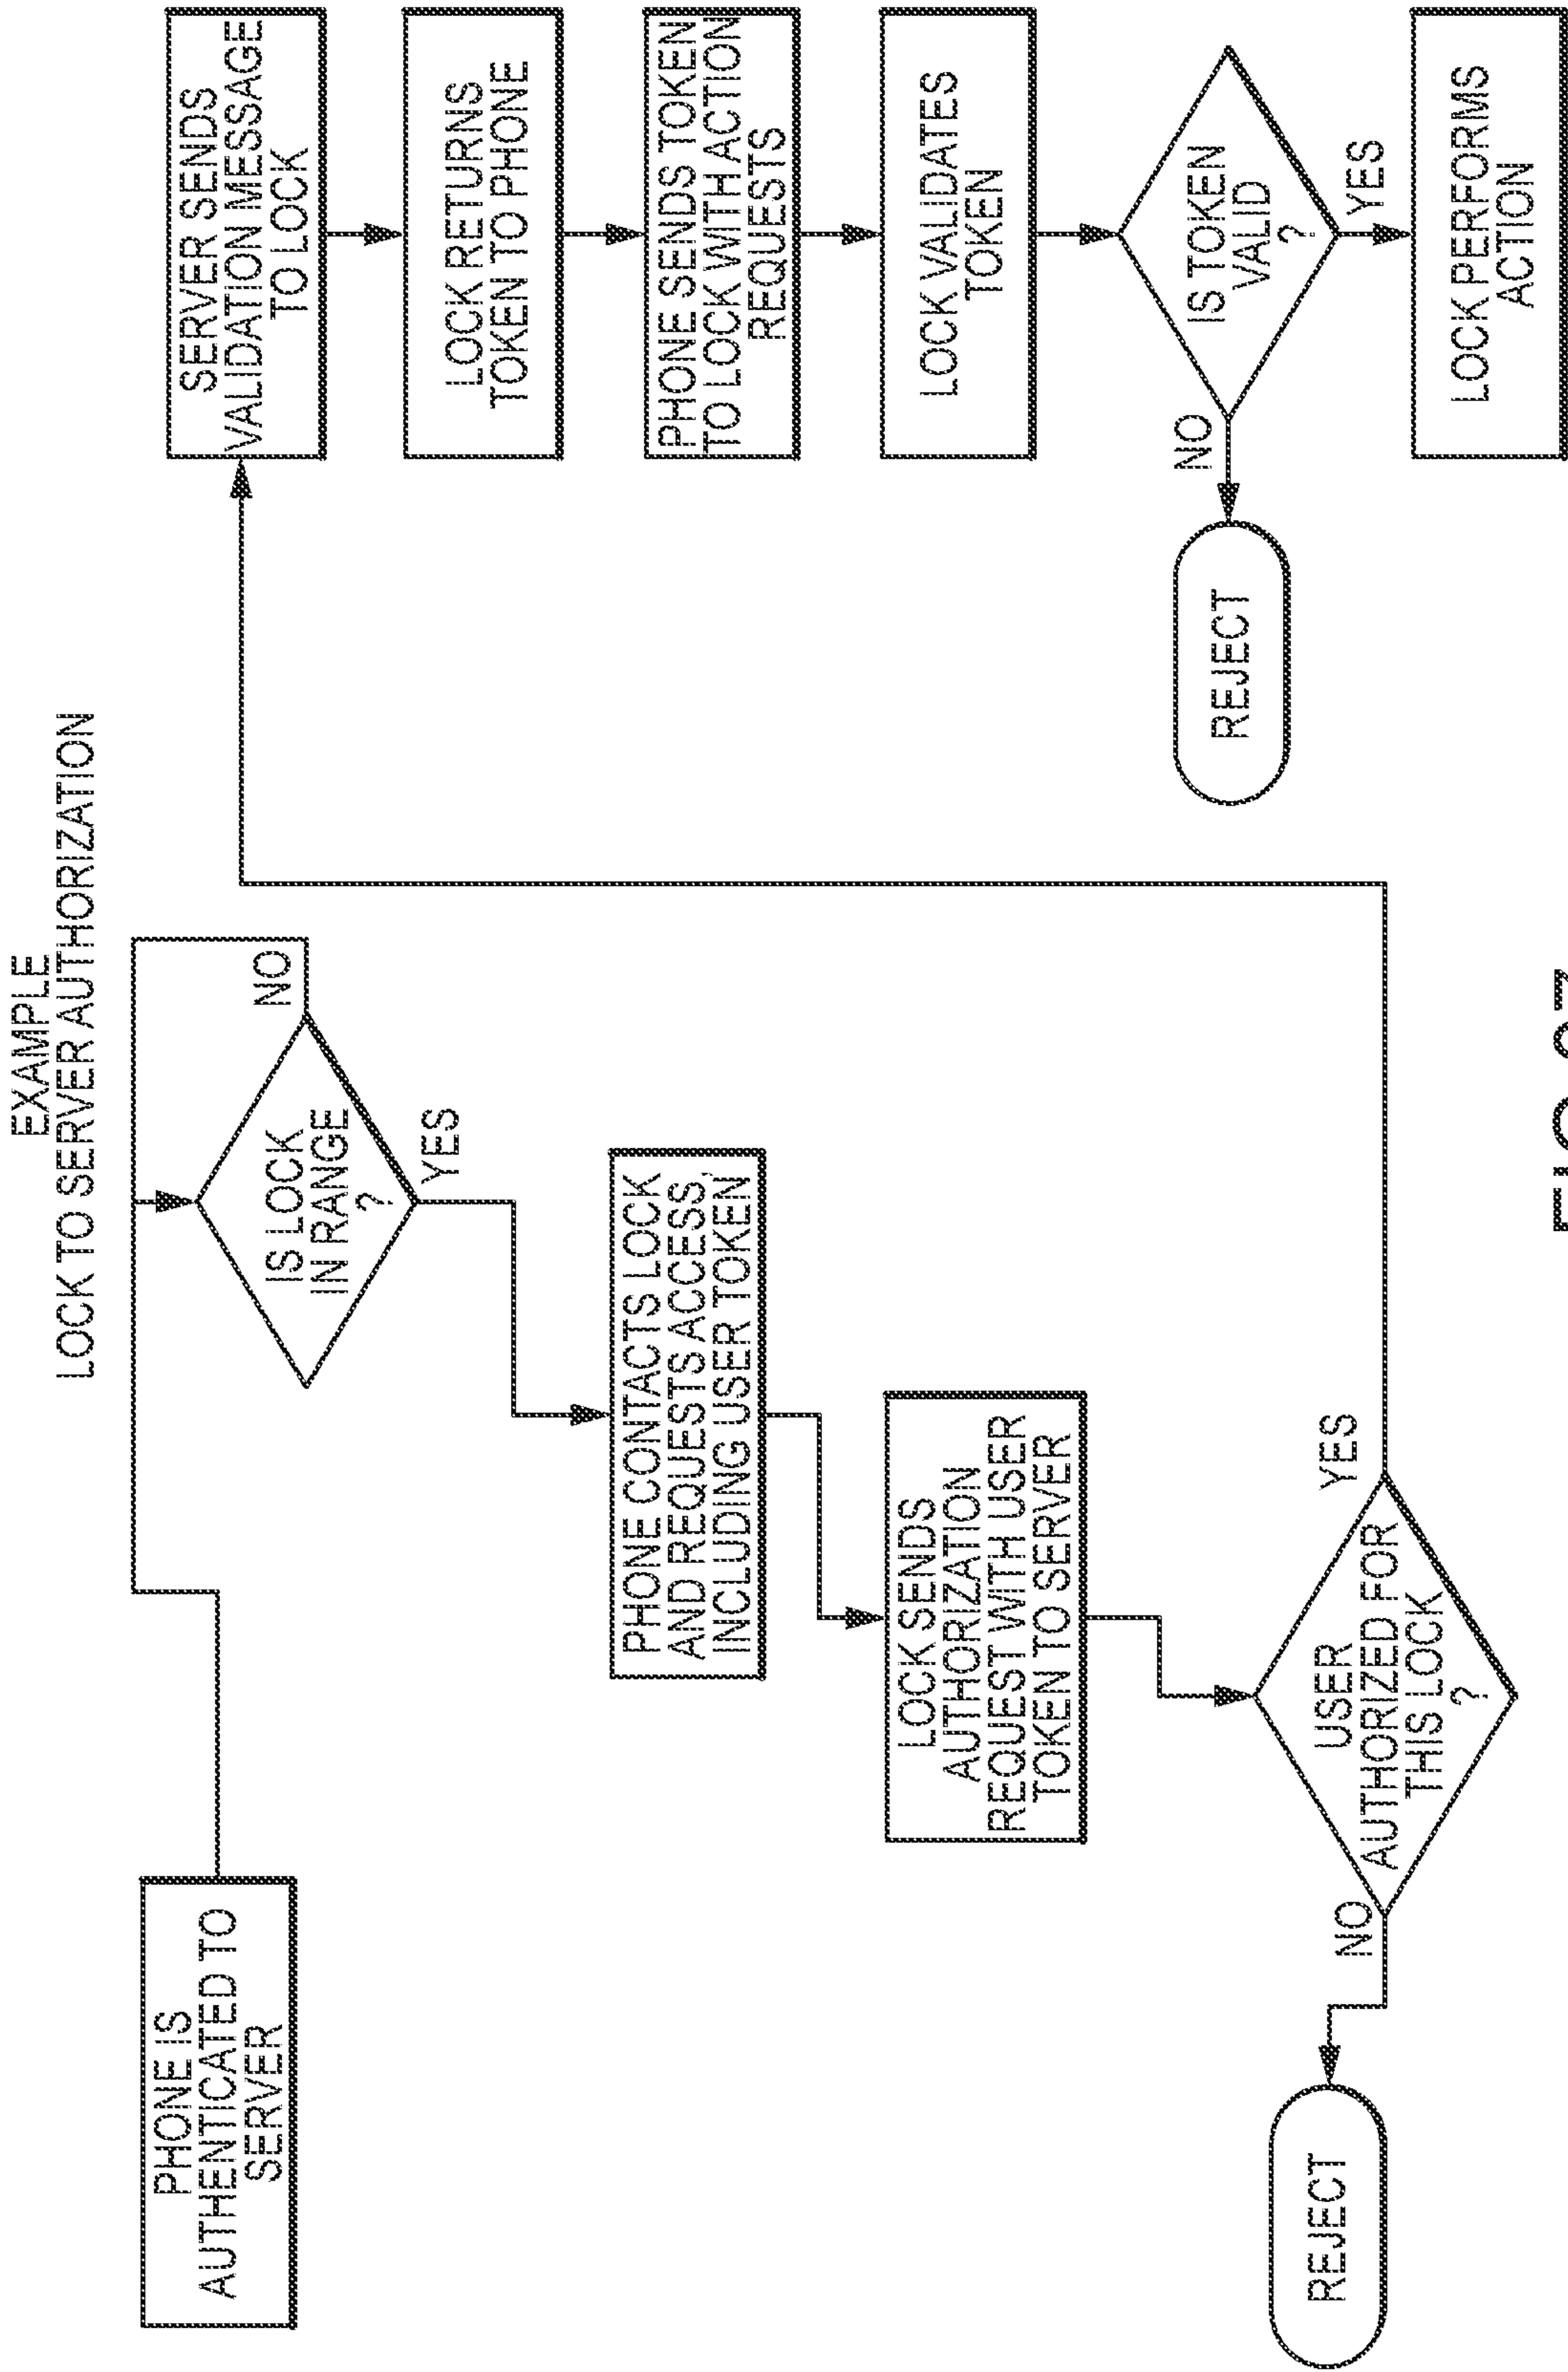 EXAMPLE
LOCK TO SERVER AUTHORIZATION
PHONE IS
AUTHENTICATED TO
SERVER
IS LOCK
IN RANGE
?
NO
YES
PHONE CONTACTS LOCK
AND REQUESTS ACCESS,
INCLUDING USER TOKEN
LOCK SENDS
AUTHORIZATION
REQUEST WITH USER
TOKEN TO SERVER
USER
AUTHORIZED FOR
THIS LOCK
?
NO
YES
REJECT
SERVER SENDS
VALIDATION MESSAGE
TO LOCK
LOCK RETURNS
TOKEN TO PHONE
PHONE SENDS TOKEN
TO LOCK WITH ACTION
REQUESTS
LOCK VALIDATES
TOKEN
IS TOKEN
VALID
?
NO
YES
REJECT
LOCK PERFORMS
ACTION